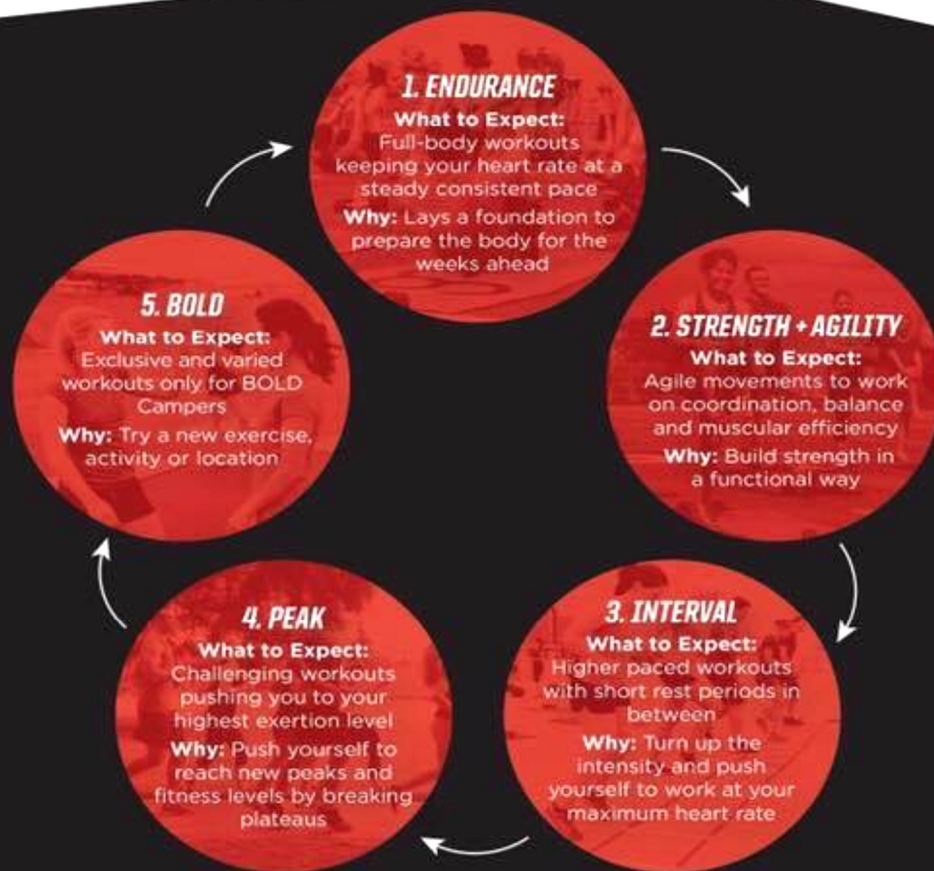 1. ENDURANCE
What to Expect:
Full-body workouts
keeping your heart rate at a
steady consistent pace
Why: Lays a foundation to
prepare the body for the
weeks ahead
2. STRENGTH + AGILITY
What to Expect:
Agile movements to work
on coordination, balance
and muscular efficiency
Why: Build strength in
a functional way
3. INTERVAL
What to Expect:
Higher paced workouts
with short rest periods in
between
Why: Turn up the
intensity and push
yourself to work at your
maximum heart rate
4. PEAK
What to Expect:
Challenging workouts
pushing you to your
highest exertion level
Why: Push yourself to
reach new peaks and
fitness levels by breaking
plateaus
5. BOLD
What to Expect:
Exclusive and varied
workouts only for BOLD
Campers
Why: Try a new exercise,
activity or location